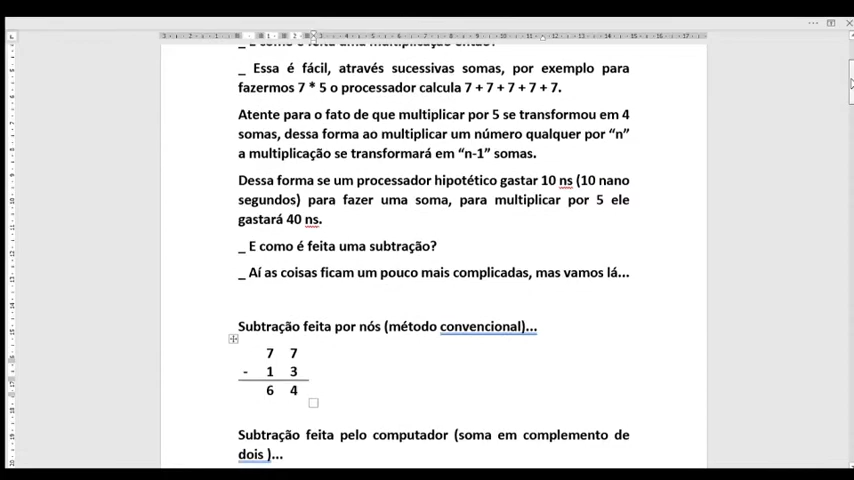 _ E como é feita uma multiplicação então?
_ Essa é fácil, através sucessivas somas, por exemplo para
fazermos 7 * 5 o processador calcula 7 + 7 + 7 + 7 + 7.
Atente para o fato de que multiplicar por 5 se transformou em 4
somas, dessa forma ao multiplicar um número qualquer por “n”
a multiplicação se transformará em “n-1” somas.
Dessa forma se um processador hipotético gastar 10 ns (10 nano
segundos) para fazer uma soma, para multiplicar por 5 ele
gastará 40 ns.
_ E como é feita uma subtração?
_ Aí as coisas ficam um pouco mais complicadas, mas vamos lá...
Subtração feita por nós (método convencional)...
7 7
- 1 3
6 4
Subtração feita pelo computador (soma em complemento de
dois )...